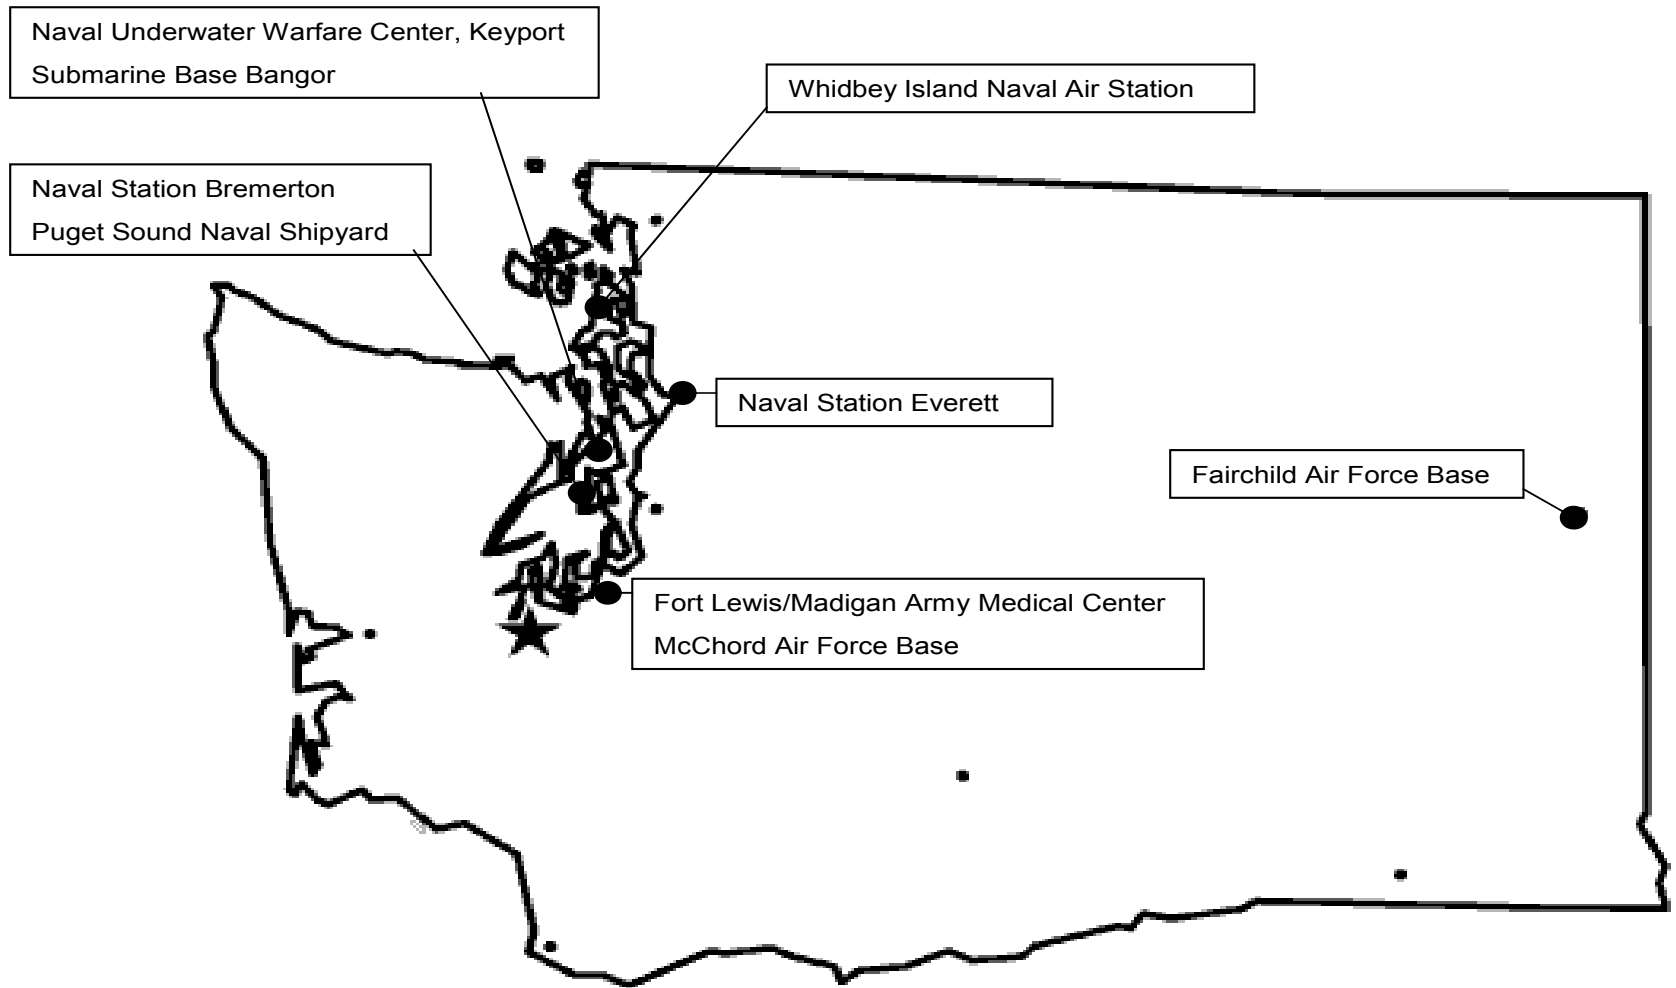 Naval Underwater Warfare Center, Keyport
Submarine Base Bangor
Whidbey Island Naval Air Station
Naval Station Bremerton
Puget Sound Naval Shipyard
Naval Station Everett
Fairchild Air Force Base
Fort Lewis/Madigan Army Medical Center
McChord Air Force Base